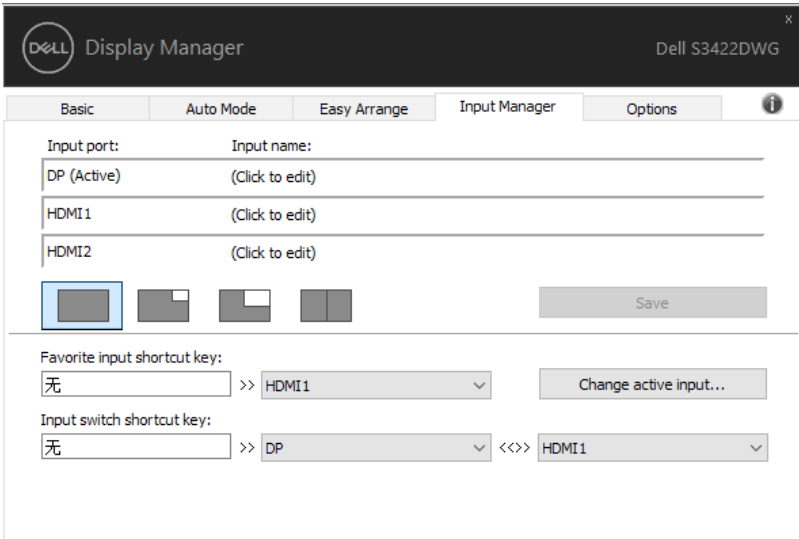 DELL Display Manager Dell S3422DWG x
Basic Auto Mode Easy Arrange Input Manager Options i
Input port: Input name:
DP (Active) (Click to edit)
HDMI1 (Click to edit)
HDMI2 (Click to edit)
Save
Favorite input shortcut key:
无 >> HDMI1 Change active input...
Input switch shortcut key:
无 >> DP <<>> HDMI1